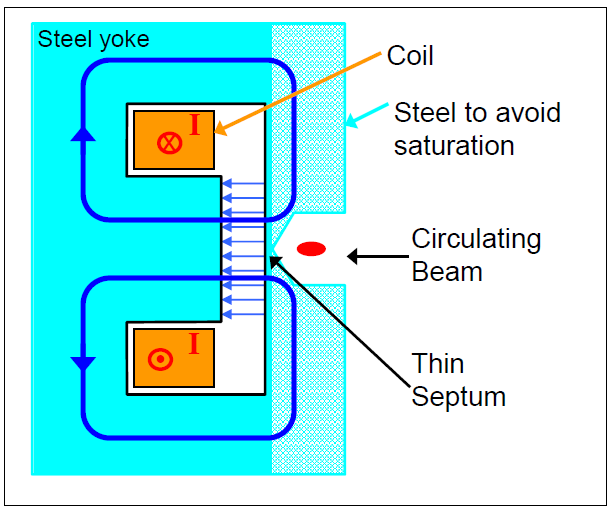 Steel yoke
Coil
I
Steel to avoid
saturation
Circulating
Beam
I
Thin
Septum